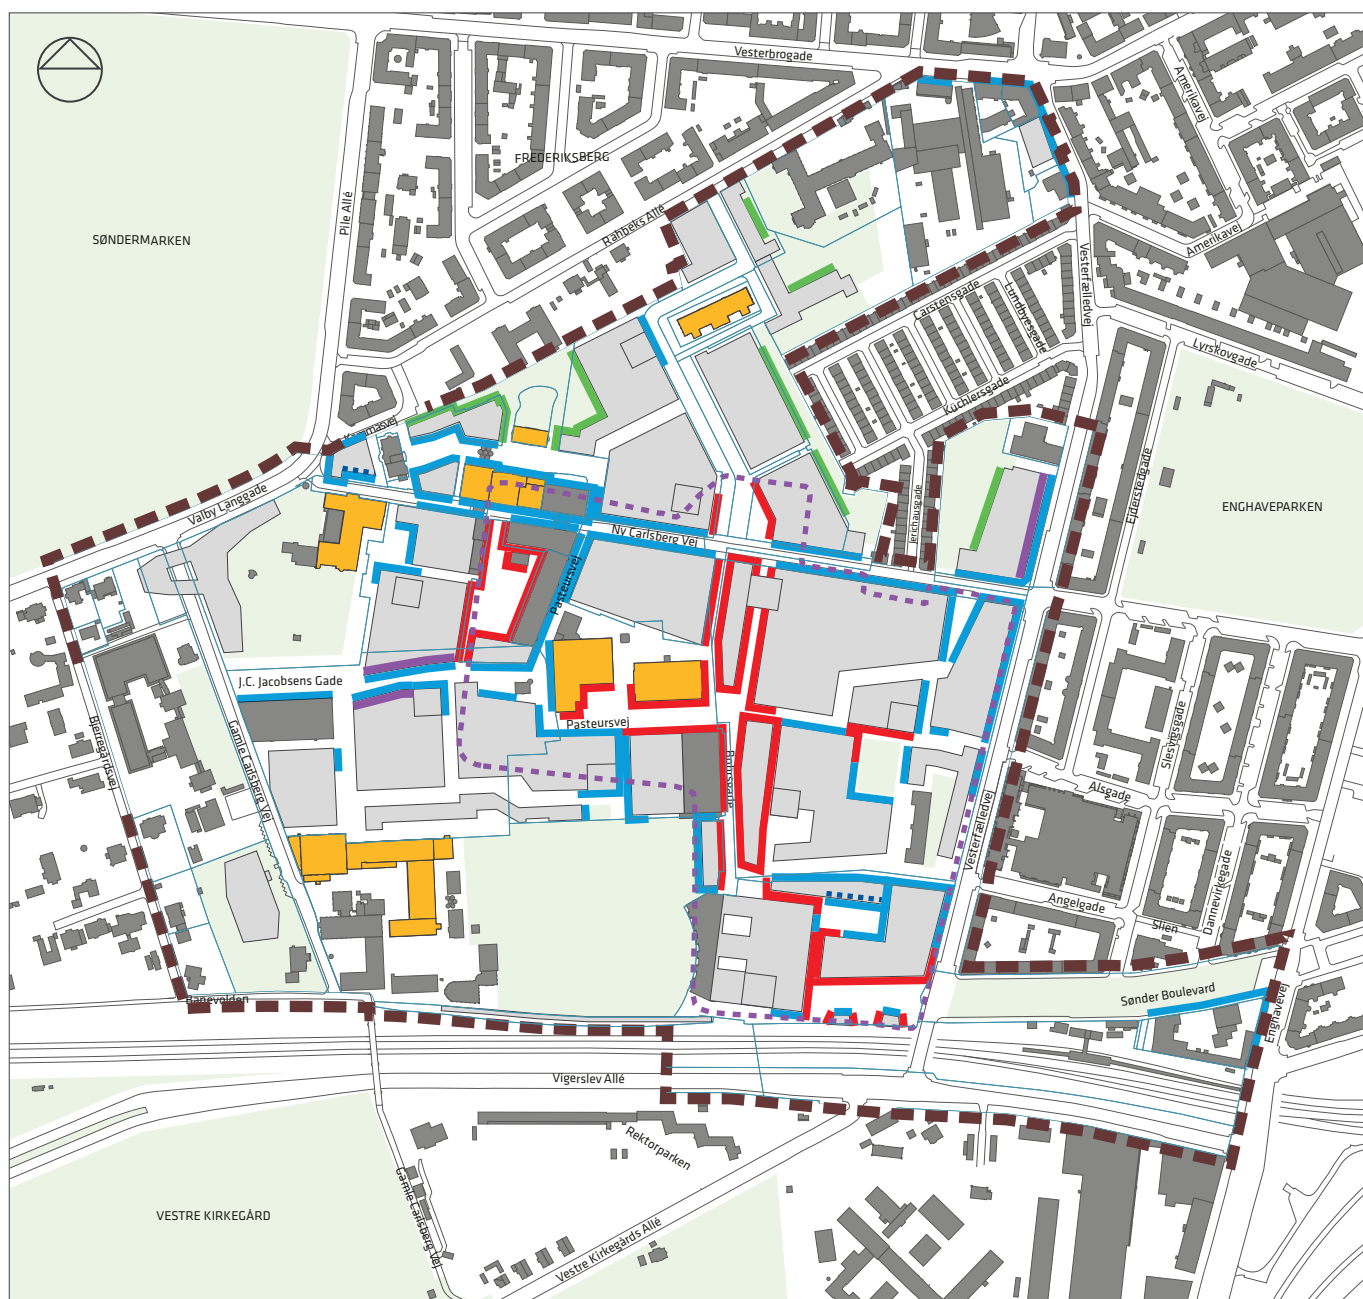 Vesterbrogade
Amerikavej
FREDERIKSBERG
Pile Allé
Rahbeks Allé
SØNDERMARKEN
Amerikavej
Vesterfælledvej
Carstensgade
Lundbyesgade
Lyrskovgade
Küchlersgade
Ejderstedgade
Valby Langgade
Jerichausgade
ENGHAVEPARKEN
Ny Carlsberg Vej
Pasteursvej
J.C. Jacobsens Gade
Pasteursvej
Bjerregårdsvej
Gamle Carlsberg Vej
Slesvigsgade
Alsgade
Vesterfælledvej
Dannevirkegade
Angelgade
Slien
Banevolden
Sønder Boulevard
Enghavevej
Vigerslev Allé
Rektorparken
Gamle Carlsberg Vej
VESTRE KIRKEGÅRD
Vestre Kirkegårds Allé